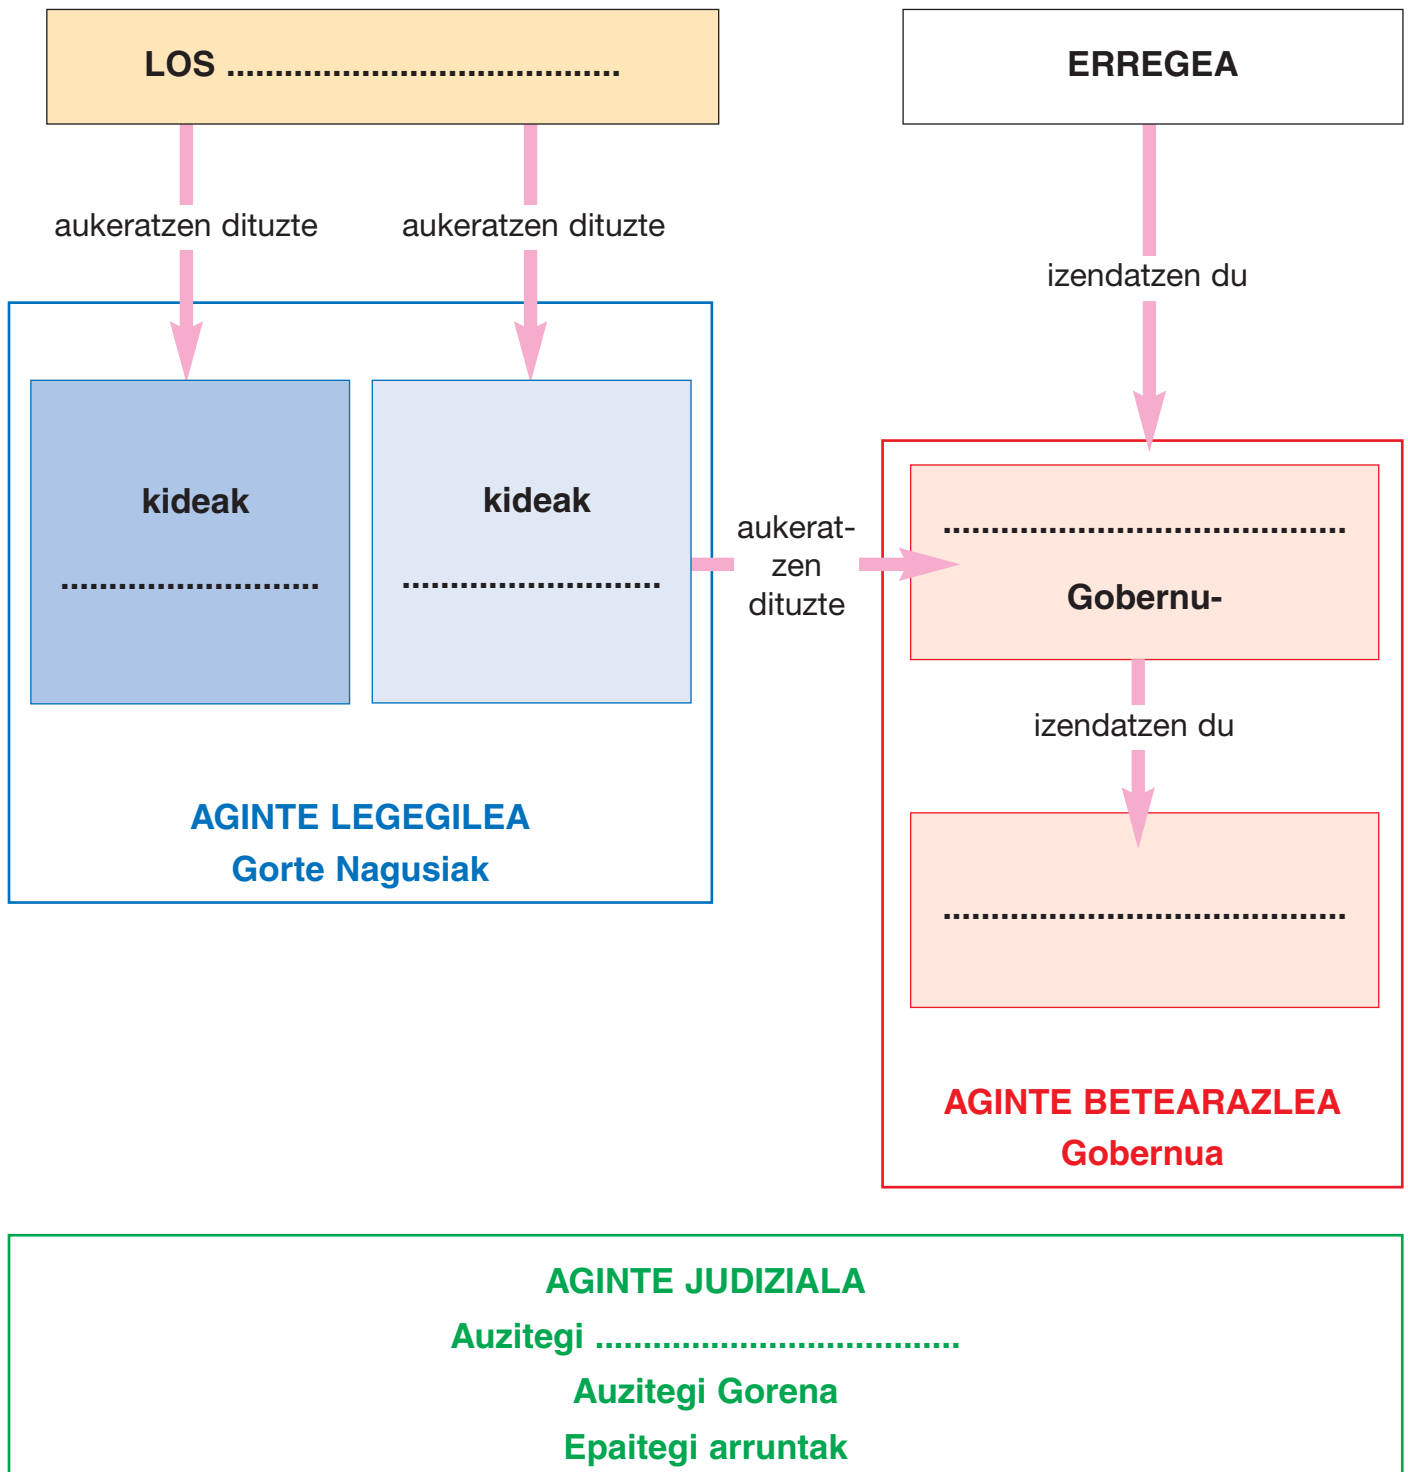 LOS .........................................
ERREGEA
aukeratzen dituzte
aukeratzen dituzte
izendatzen du
kideak
...........................
kideak
...........................
aukerat-
zen
dituzte
..........................................
Gobernu-
izendatzen du
..........................................
AGINTE LEGEGILEA
Gorte Nagusiak
AGINTE BETEARAZLEA
Gobernua
AGINTE JUDIZIALA
Auzitegi ......................................
Auzitegi Gorena
Epaitegi arruntak